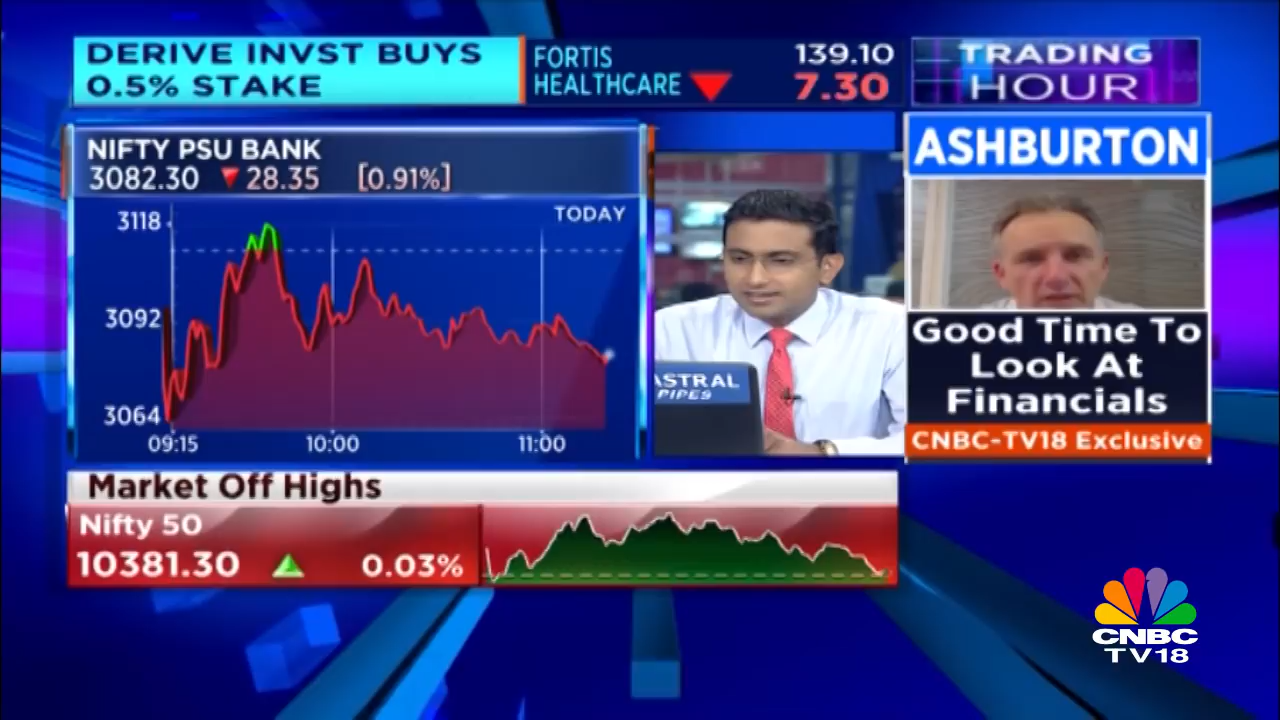 DERIVE INVST BUYS
0.5% STAKE
FORTIS
HEALTHCARE
139.10
7.30
TRADING
HOUR
NIFTY PSU BANK
3082.30 28.35 [0.91%]
TODAY
3118
3092
3064
09:15 10:00 11:00
ASTRAL
PIPES
ASHBURTON
Good Time To
Look At
Financials
CNBC-TV18 Exclusive
Market Off Highs
Nifty 50
10381.30 0.03%
CNBC
TV18